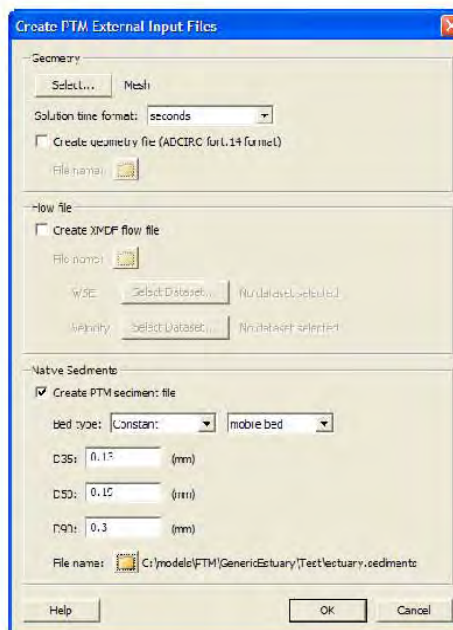 Create PTM External Input Files
Geometry
Select... Mesh
Solution time format: seconds
Create geometry file (ADCIRC fort.14 format)
File name:
Flow file
Create XMDF flow file
File name:
WSE Select Dataset... No dataset selected
Velocity Select Dataset... No dataset selected
Native Sediments
Create PTM sediment file
Bed type: Constant mobile bed
D35: 0.13 (mm)
D50: 0.15 (mm)
D90: 0.3 (mm)
File name: C:\models\PTM\GenericEstuary\Test\estuary.sediments
Help OK Cancel